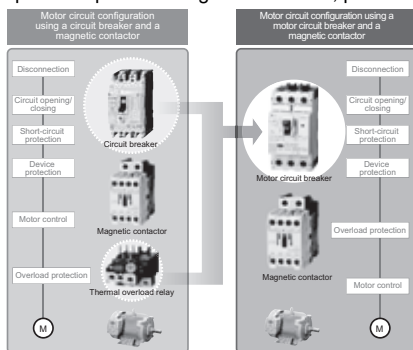 Motor circuit configuration
using a circuit breaker and a
magnetic contactor
Disconnection
Circuit opening/
closing
Short-circuit
protection
Device
protection
Motor control
Overload protection
M
Circuit breaker
Magnetic contactor
Thermal overload relay
Motor circuit configuration using a
motor circuit breaker and a
magnetic contactor
Motor circuit breaker
Magnetic contactor
Disconnection
Circuit opening/
closing
Short-circuit
protection
Device
protection
Overload protection
Motor control
M